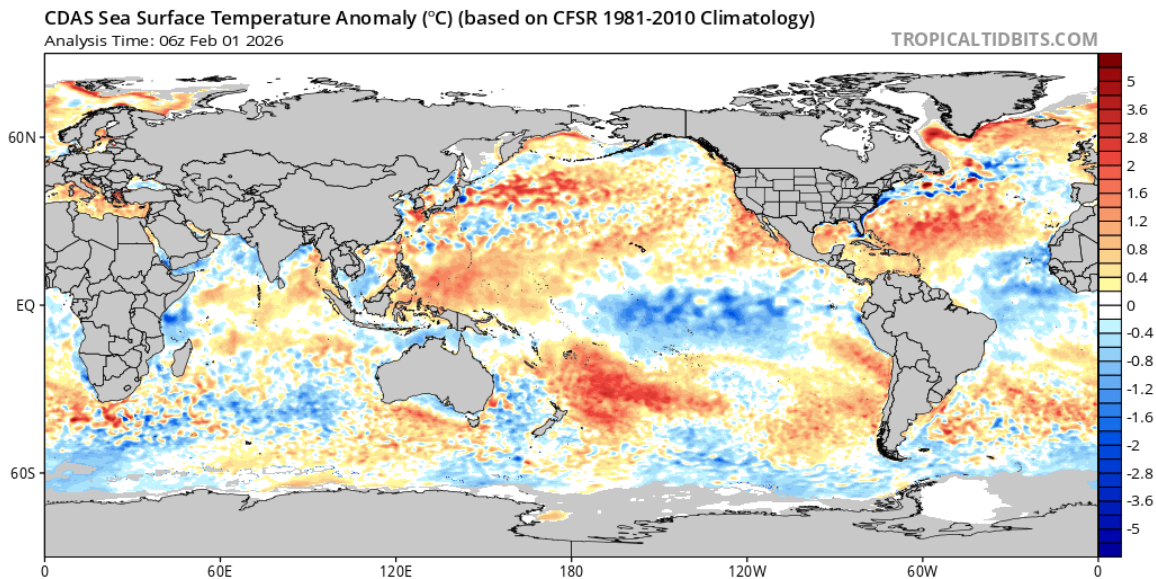 CDAS Sea Surface Temperature Anomaly (°C) (based on CFSR 1981-2010 Climatology)
Analysis Time: 06z Feb 01 2026
TROPICALTIDBITS.COM
60N
EQ
60S
0
60E
120E
180
120W
60W
0
5
3.6
2.8
2
1.6
1.2
0.8
0.4
0
-0.4
-0.8
-1.2
-1.6
-2
-2.8
-3.6
-5